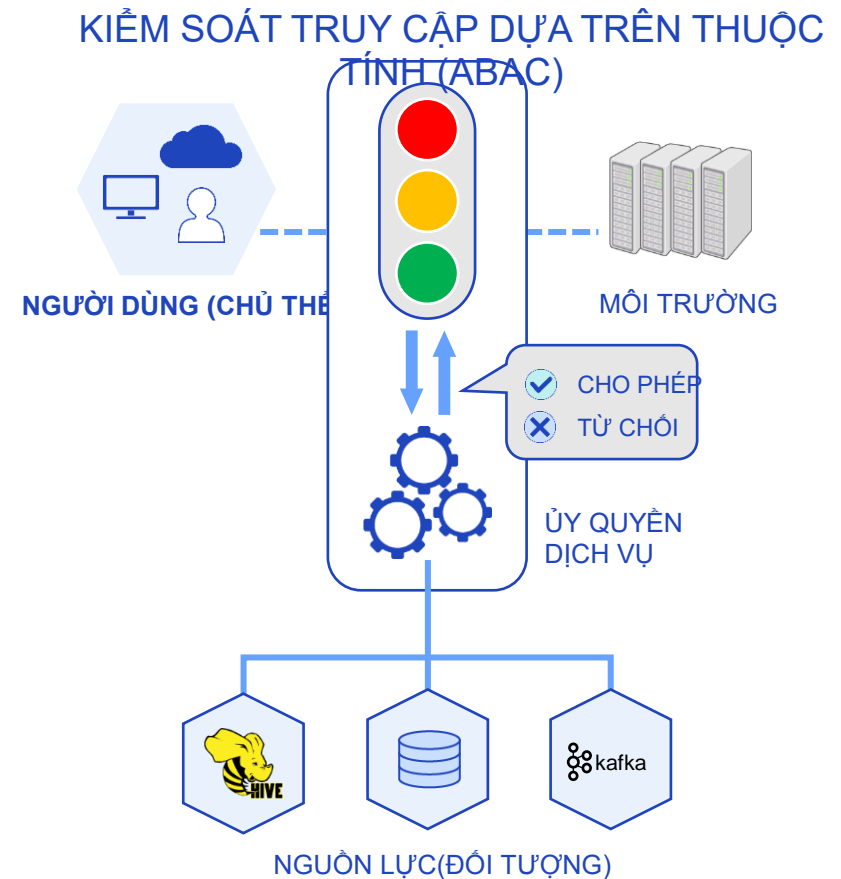 KIỂM SOÁT TRUY CẬP DỰA TRÊN THUỘC
TÍNH (ABAC)
NGƯỜI DÙNG (CHỦ THỂ
MÔI TRƯỜNG
CHO PHÉP
TỪ CHỐI
ỦY QUYỀN
DỊCH VỤ
HIVE
kafka
NGUỒN LỰC(ĐỐI TƯỢNG)